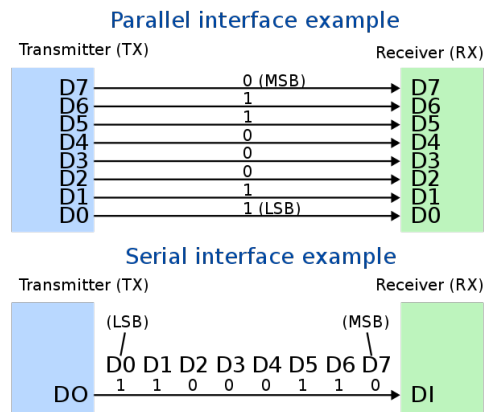 Parallel interface example
Transmitter (TX) Receiver (RX)
D7 0 (MSB) D7
D6 1 D6
D5 1 D5
D4 0 D4
D3 0 D3
D2 0 D2
D1 1 D1
D0 1 (LSB) D0
Serial interface example
Transmitter (TX) Receiver (RX)
(LSB) (MSB)
D0 D1 D2 D3 D4 D5 D6 D7
DO 1 1 0 0 0 1 1 0 DI